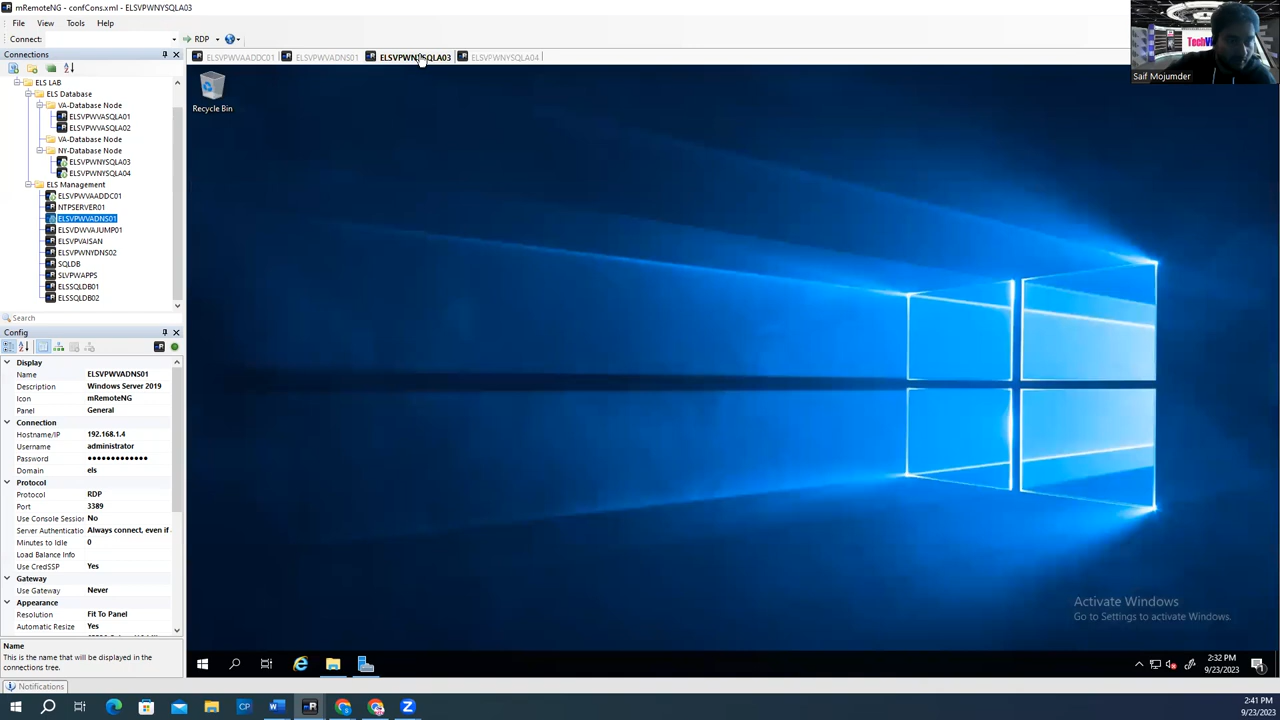 mRemoteNG - confCons.xml - ELSVPWNYSQLA03
File View Tools Help
Connect: RDP
Connections
ELSVPWVAADDC01 ELSVPWVADNS01 ELSVPWNYSQLA03 ELSVPWNYSQLA04
ELS LAB
ELS Database
VA-Database Node
ELSVPWVASQLA01
ELSVPWVASQLA02
VA-Database Node
NY-Database Node
ELSVPWNYSQLA03
ELSVPWNYSQLA04
ELS Management
ELSVPWVAADDC01
NTPSERVER01
ELSVPWVADNS01
ELSVDWVAJUMP01
ELSVPVAISAN
ELSVPWNYDNS02
SQLDB
SLVPWAPPS
ELSSQLDB01
ELSSQLDB02
Search
Config
Display
Name ELSVPWVADNS01
Description Windows Server 2019
Icon mRemoteNG
Panel General
Connection
Hostname/IP 192.168.1.4
Username administrator
Password ●●●●●●●●●●●●●
Domain els
Protocol
Protocol RDP
Port 3389
Use Console Session No
Server Authenticatio Always connect, even if a
Minutes to Idle 0
Load Balance Info
Use CredSSP Yes
Gateway
Use Gateway Never
Appearance
Resolution Fit To Panel
Automatic Resize Yes
Name
This is the name that will be displayed in the
connections tree.
Notifications
Recycle Bin
Saif Mojumder
Activate Windows
Go to Settings to activate Windows.
2:32 PM
9/23/2023
2:41 PM
9/23/2023